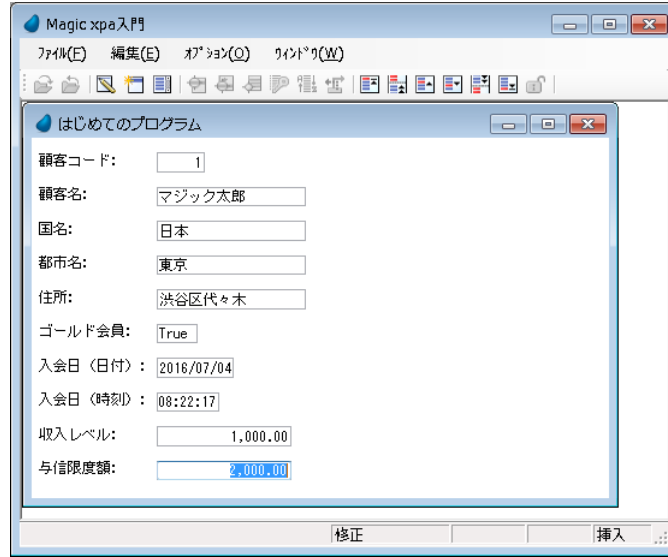 Magic xpa入門
ファイル(F) 編集(E) オプション(O) ウィンドウ(W)
はじめてのプログラム
顧客コード: 1
顧客名: マジック太郎
国名: 日本
都市名: 東京
住所: 渋谷区代々木
ゴールド会員: True
入会日（日付）: 2016/07/04
入会日（時刻）: 08:22:17
収入レベル: 1,000.00
与信限度額: 2,000.00
修正 挿入